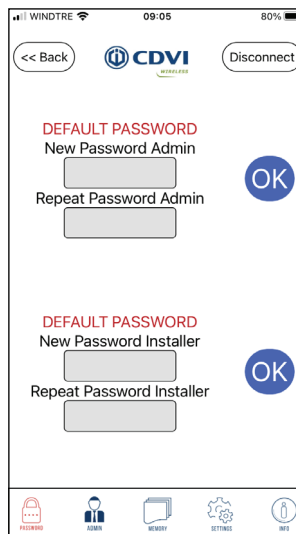 WINDTRE 09:05 80%
<< Back CDVI WIRELESS Disconnect
DEFAULT PASSWORD
New Password Admin
OK
Repeat Password Admin
DEFAULT PASSWORD
New Password Installer
OK
Repeat Password Installer
PASSWORD ADMIN MEMORY SETTINGS INFO